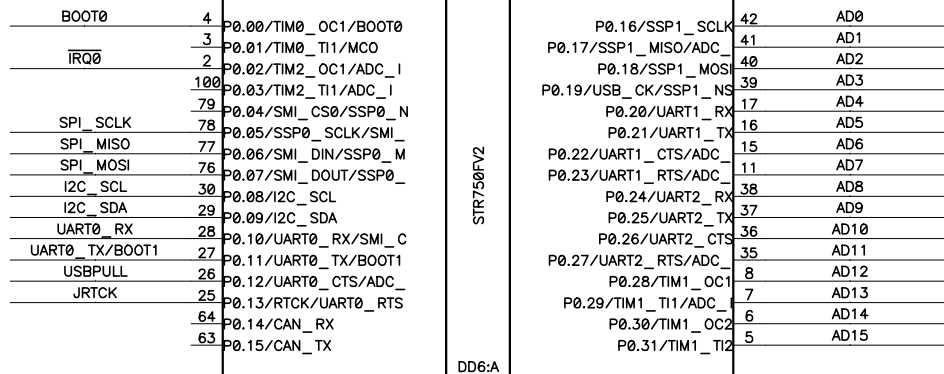 BOOT0 4 P0.00/TIM0_OC1/BOOT0
3 P0.01/TIM0_TI1/MCO
IRQ0 2 P0.02/TIM2_OC1/ADC_I
100 P0.03/TIM2_TI1/ADC_I
79 P0.04/SMI_CS0/SSP0_N
SPI_SCLK 78 P0.05/SSP0_SCLK/SMI_
SPI_MISO 77 P0.06/SMI_DIN/SSP0_M
SPI_MOSI 76 P0.07/SMI_DOUT/SSP0_
I2C_SCL 30 P0.08/I2C_SCL
I2C_SDA 29 P0.09/I2C_SDA
UART0_RX 28 P0.10/UART0_RX/SMI_C
UART0_TX/BOOT1 27 P0.11/UART0_TX/BOOT1
USBPULL 26 P0.12/UART0_CTS/ADC_
JRTCK 25 P0.13/RTCK/UART0_RTS
64 P0.14/CAN_RX
63 P0.15/CAN_TX
STR750FV2
DD6:A
P0.16/SSP1_SCLK 42 AD0
P0.17/SSP1_MISO/ADC_ 41 AD1
P0.18/SSP1_MOSI 40 AD2
P0.19/USB_CK/SSP1_NS 39 AD3
P0.20/UART1_RX 17 AD4
P0.21/UART1_TX 16 AD5
P0.22/UART1_CTS/ADC_ 15 AD6
P0.23/UART1_RTS/ADC_ 11 AD7
P0.24/UART2_RX 38 AD8
P0.25/UART2_TX 37 AD9
P0.26/UART2_CTS 36 AD10
P0.27/UART2_RTS/ADC_ 35 AD11
P0.28/TIM1_OC1 8 AD12
P0.29/TIM1_TI1/ADC_I 7 AD13
P0.30/TIM1_OC2 6 AD14
P0.31/TIM1_TI2 5 AD15